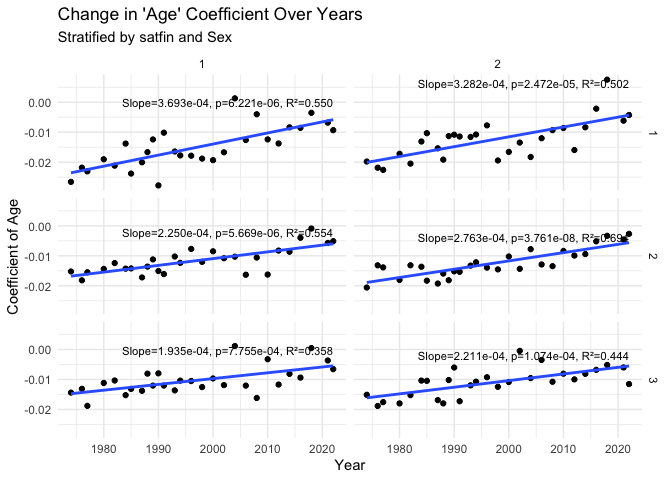 Change in 'Age' Coefficient Over Years
Stratified by satfin and Sex
1
2
Slope=3.693e-04, p=6.221e-06, R²=0.550
Slope=3.282e-04, p=2.472e-05, R²=0.502
0.00
-0.01
-0.02
1
Slope=2.250e-04, p=5.669e-06, R²=0.554
Slope=2.763e-04, p=3.761e-08,
0.00
-0.01
-0.02
2
Slope=1.935e-04, p=7.755e-04, R²=0.358
Slope=2.211e-04, p=1.074e-04, R²=0.444
0.00
-0.01
-0.02
3
1980 1990 2000 2010 2020
1980 1990 2000 2010 2020
Year
Coefficient of Age